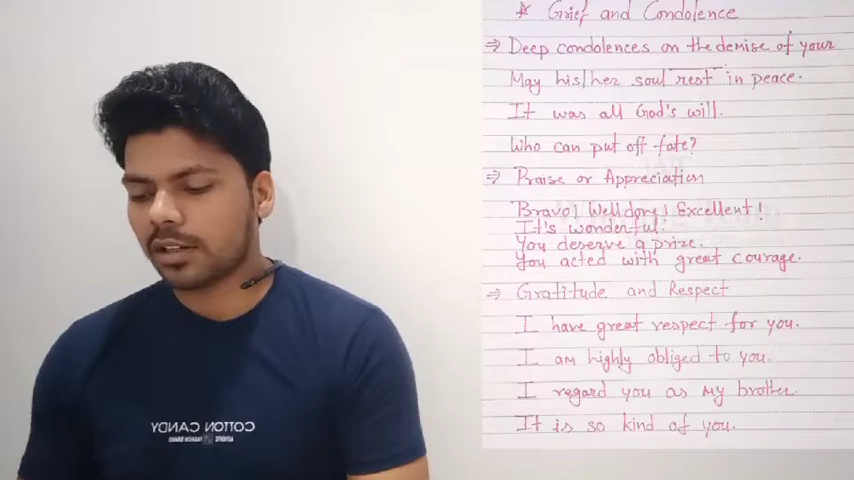 ☆ Grief and Condolence
⇒ Deep condolences on the demise of your
May his/her soul rest in peace.
It was all God's will.
Who can put off fate?
⇒ Praise or Appreciation
Bravo! Well done! Excellent!
It's wonderful.
You deserve a prize.
You acted with great courage.
⇒ Gratitude and Respect
I have great respect for you.
I am highly obliged to you.
I regard you as my brother.
It is so kind of you.
COTTON CANDY